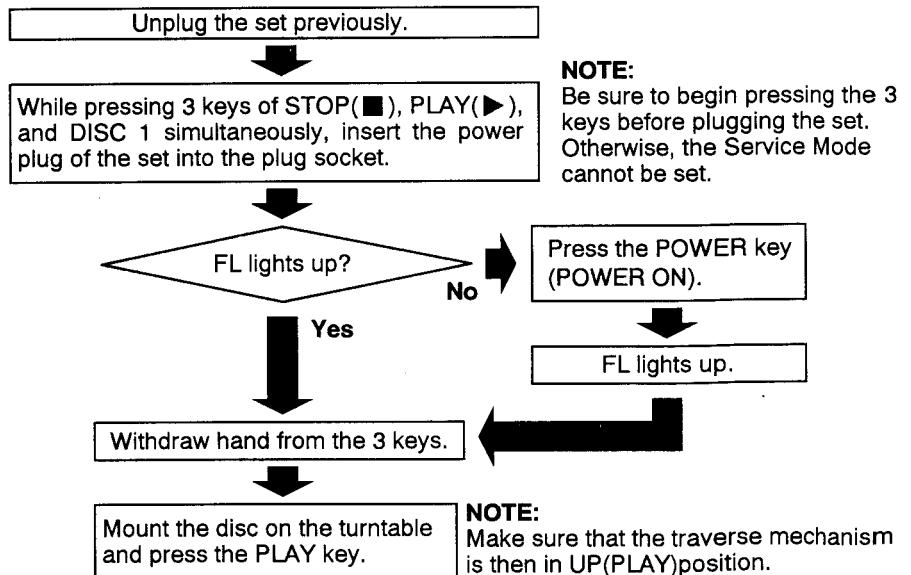 Unplug the set previously.
While pressing 3 keys of STOP(■), PLAY(▶),
and DISC 1 simultaneously, insert the power
plug of the set into the plug socket.
NOTE:
Be sure to begin pressing the 3
keys before plugging the set.
Otherwise, the Service Mode
cannot be set.
FL lights up?
No
Press the POWER key
(POWER ON).
Yes
FL lights up.
Withdraw hand from the 3 keys.
Mount the disc on the turntable
and press the PLAY key.
NOTE:
Make sure that the traverse mechanism
is then in UP(PLAY)position.